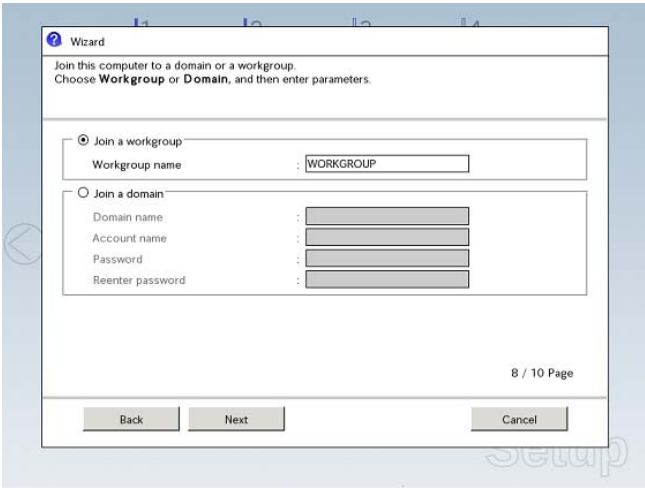 Wizard
Join this computer to a domain or a workgroup.
Choose Workgroup or Domain, and then enter parameters.
Join a workgroup
Workgroup name : WORKGROUP
Join a domain
Domain name :
Account name :
Password :
Reenter password :
8 / 10 Page
Back Next Cancel
Setup